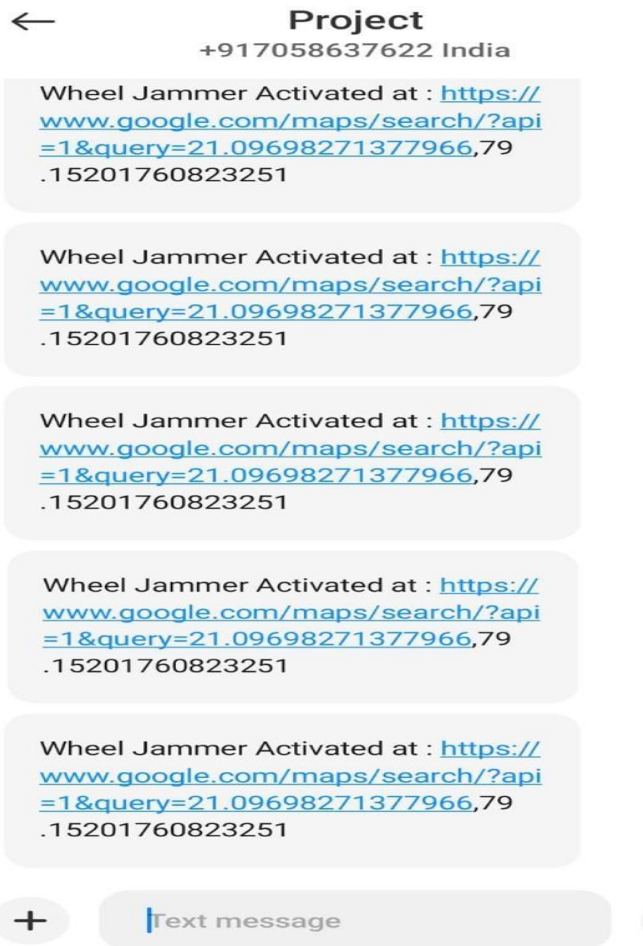 Project
+917058637622 India
Wheel Jammer Activated at : https://
www.google.com/maps/search/?api
=1&query=21.09698271377966,79
.15201760823251
Wheel Jammer Activated at : https://
www.google.com/maps/search/?api
=1&query=21.09698271377966,79
.15201760823251
Wheel Jammer Activated at : https://
www.google.com/maps/search/?api
=1&query=21.09698271377966,79
.15201760823251
Wheel Jammer Activated at : https://
www.google.com/maps/search/?api
=1&query=21.09698271377966,79
.15201760823251
Wheel Jammer Activated at : https://
www.google.com/maps/search/?api
=1&query=21.09698271377966,79
.15201760823251
Text message